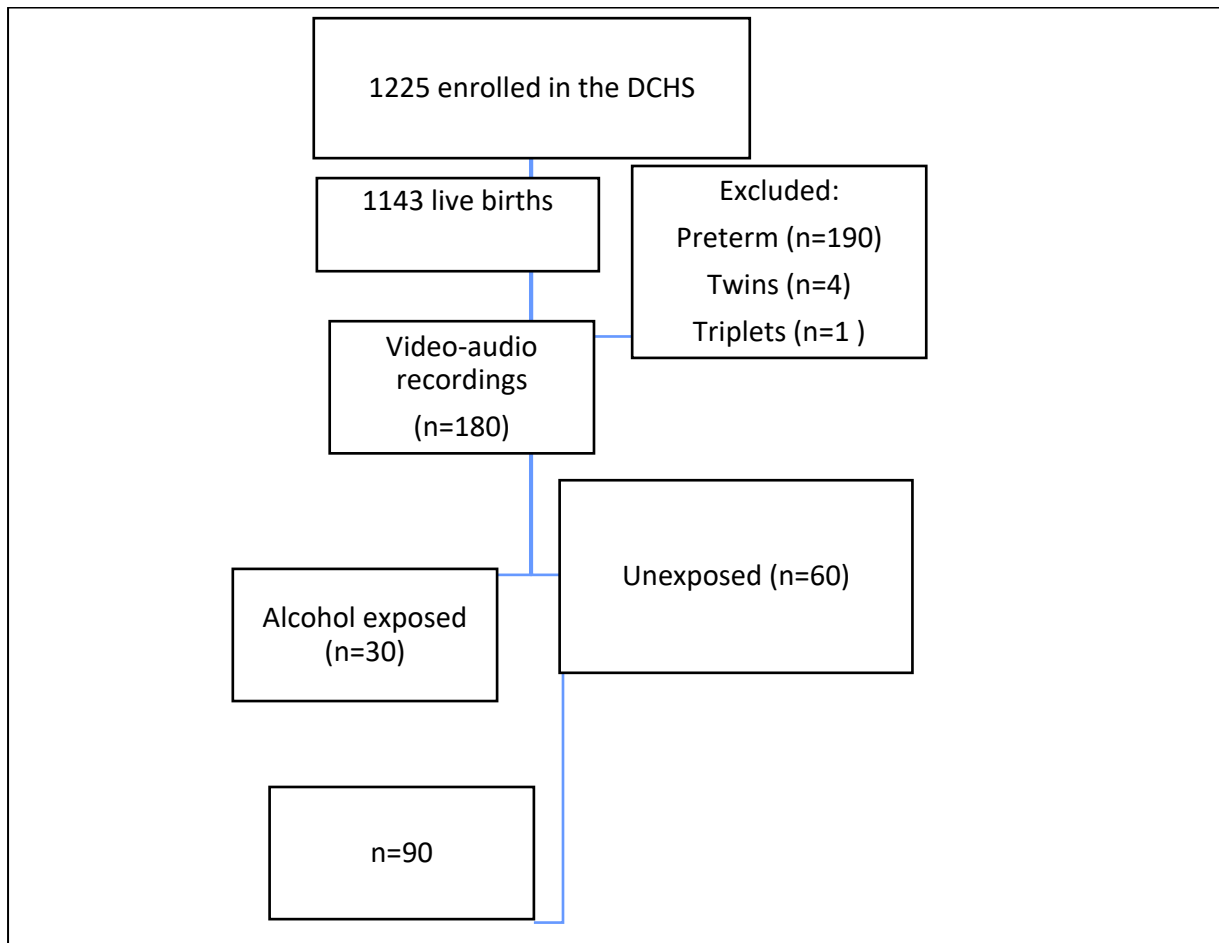 1225 enrolled in the DCHS
1143 live births
Excluded:
Preterm (n=190)
Twins (n=4)
Triplets (n=1 )
Video-audio
recordings
(n=180)
Unexposed (n=60)
Alcohol exposed
(n=30)
n=90